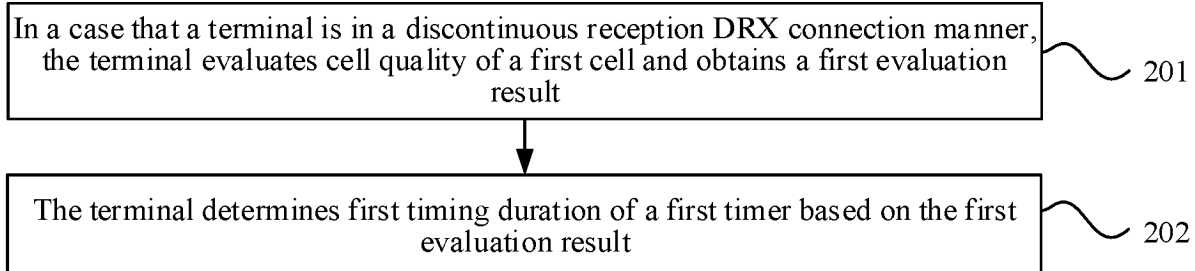 In a case that a terminal is in a discontinuous reception DRX connection manner,
the terminal evaluates cell quality of a first cell and obtains a first evaluation
result
201
The terminal determines first timing duration of a first timer based on the first
evaluation result
202